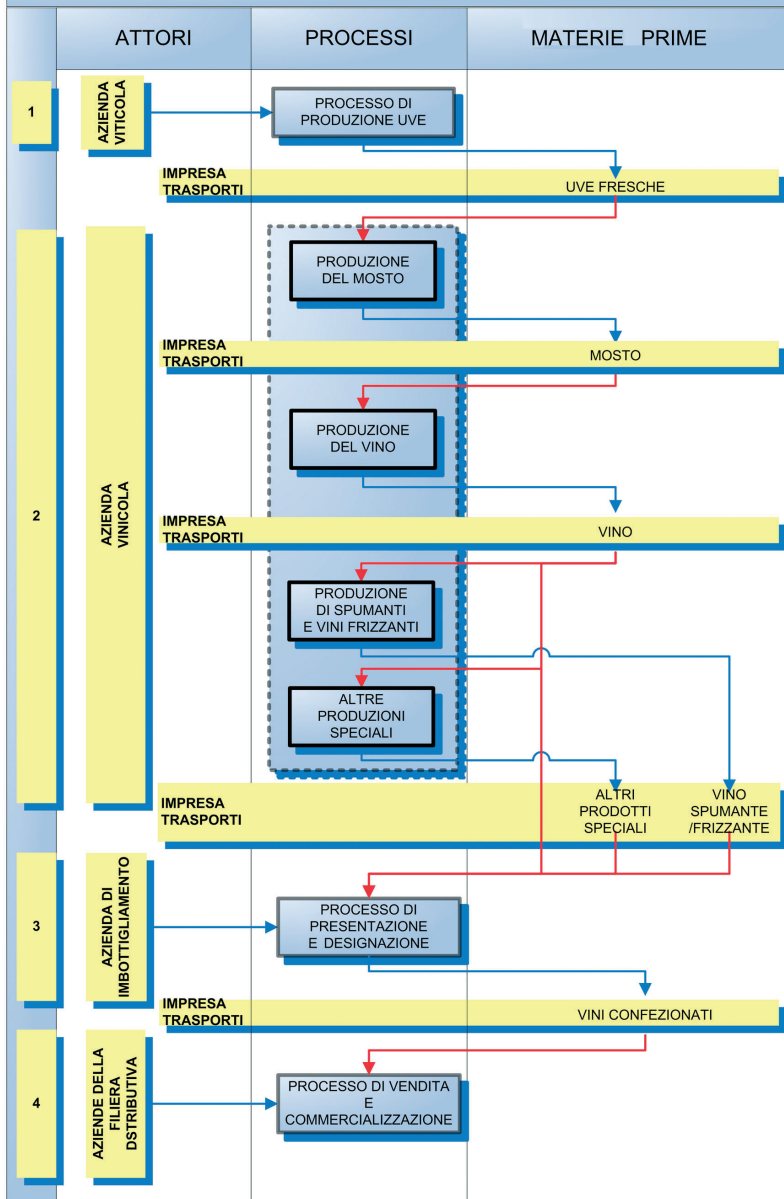 ATTORI
PROCESSI
MATERIE PRIME
1
AZIENDA
VITICOLA
PROCESSO DI
PRODUZIONE UVE
IMPRESA
TRASPORTI
UVE FRESCHE
2
AZIENDA
VINICOLA
PRODUZIONE
DEL MOSTO
IMPRESA
TRASPORTI
MOSTO
PRODUZIONE
DEL VINO
IMPRESA
TRASPORTI
VINO
PRODUZIONE
DI SPUMANTI
E VINI FRIZZANTI
ALTRE
PRODUZIONI
SPECIALI
IMPRESA
TRASPORTI
ALTRI
PRODOTTI
SPECIALI
VINO
SPUMANTE
/FRIZZANTE
3
AZIENDA DI
IMBOTTIGLIAMENTO
PROCESSO DI
PRESENTAZIONE
E DESIGNAZIONE
IMPRESA
TRASPORTI
VINI CONFEZIONATI
4
AZIENDE DELLA
FILIERA
DSTRIBUTIVA
PROCESSO DI VENDITA
E
COMMERCIALIZZAZIONE